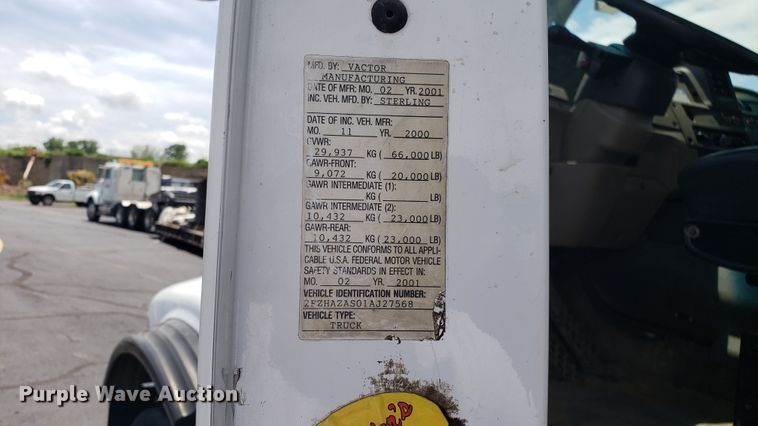 MFD. BY: VACTOR
MANUFACTURING
DATE OF MFR: MO. 02 YR. 2001
INC. VEH. MFD. BY: STERLING
DATE OF INC. VEH. MFR:
MO. 11 YR. 2000
GVWR:
29,937 KG ( 66,000 LB)
GAWR-FRONT:
9,072 KG ( 20,000 LB)
GAWR INTERMEDIATE (1):
KG ( LB)
GAWR INTERMEDIATE (2):
10,432 KG ( 23,000 LB)
GAWR-REAR:
10,432 KG ( 23,000 LB)
THIS VEHICLE CONFORMS TO ALL APPLI-
CABLE U.S.A. FEDERAL MOTOR VEHICLE
SAFETY STANDARDS IN EFFECT IN:
MO. 02 YR. 2001
VEHICLE IDENTIFICATION NUMBER:
2FZHAZAS01AJ27568
VEHICLE TYPE:
TRUCK
Purple Wave Auction